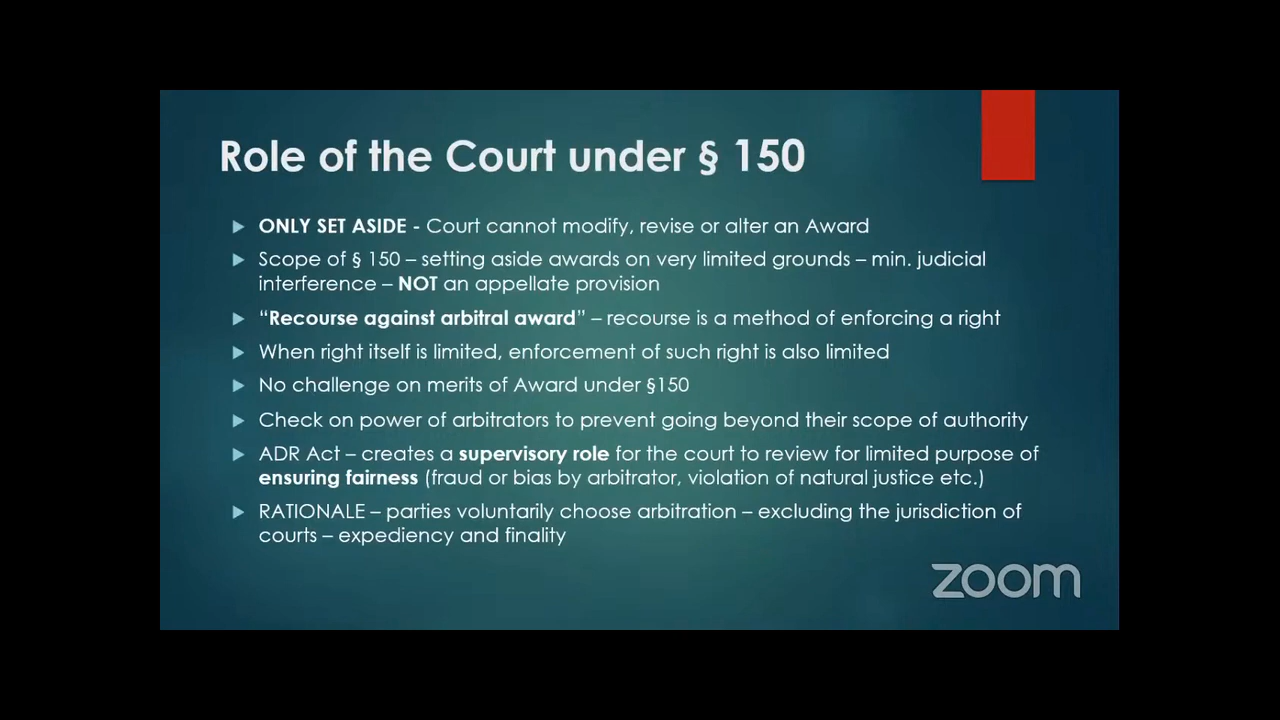 Role of the Court under § 150
ONLY SET ASIDE - Court cannot modify, revise or alter an Award
Scope of § 150 – setting aside awards on very limited grounds – min. judicial
interference – NOT an appellate provision
“Recourse against arbitral award” – recourse is a method of enforcing a right
When right itself is limited, enforcement of such right is also limited
No challenge on merits of Award under §150
Check on power of arbitrators to prevent going beyond their scope of authority
ADR Act – creates a supervisory role for the court to review for limited purpose of
ensuring fairness (fraud or bias by arbitrator, violation of natural justice etc.)
RATIONALE – parties voluntarily choose arbitration – excluding the jurisdiction of
courts – expediency and finality
zoom